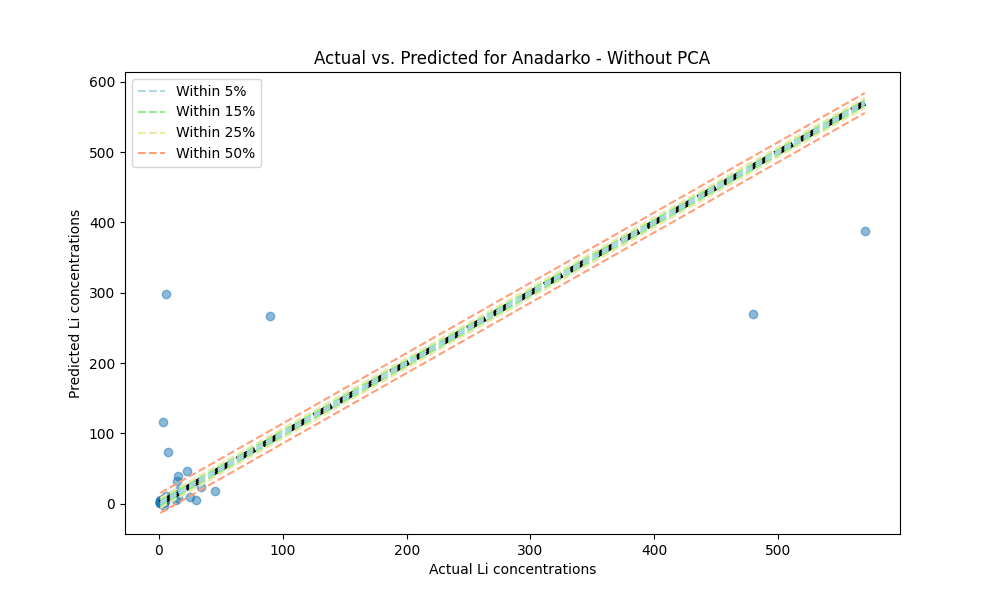 Actual vs. Predicted for Anadarko - Without PCA
Within 5%
Within 15%
Within 25%
Within 50%
600
500
400
300
200
100
0
Predicted Li concentrations
0
100
200
300
400
500
Actual Li concentrations